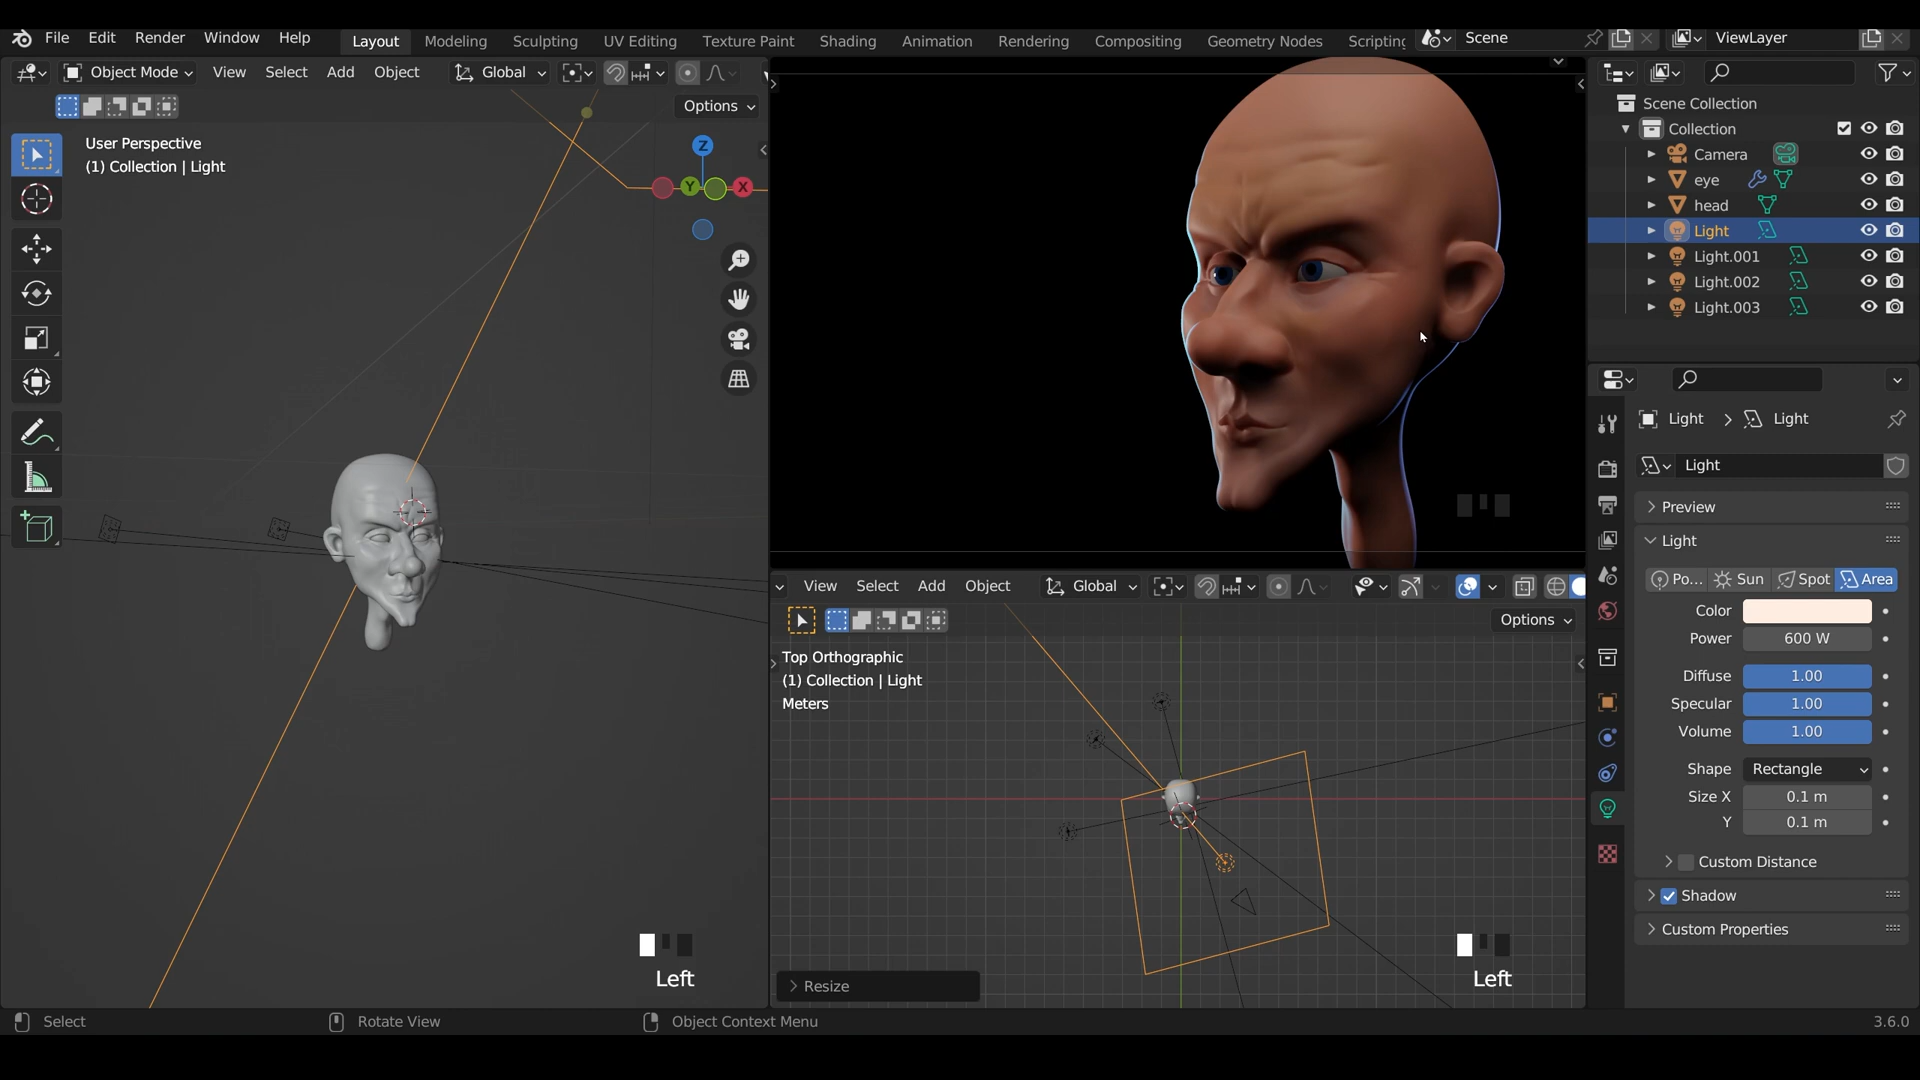 File Edit Render Window Help
Layout Modeling Sculpting UV Editing Texture Paint Shading Animation Rendering Compositing Geometry Nodes Scripting
Scene
ViewLayer
Object Mode View Select Add Object Global
Options
User Perspective
(1) Collection | Light
Z
Y
X
Scene Collection
Collection
Camera
eye
head
Light
Light.001
Light.002
Light.003
Light > Light
Light
Preview
Light
Po... Sun Spot Area
Color
Power 600 W
Diffuse 1.00
Specular 1.00
Volume 1.00
Shape Rectangle
Size X 0.1 m
Y 0.1 m
Custom Distance
Shadow
Custom Properties
View Select Add Object Global
Options
Top Orthographic
(1) Collection | Light
Meters
Left
Left
Resize
Select
Rotate View
Object Context Menu
3.6.0